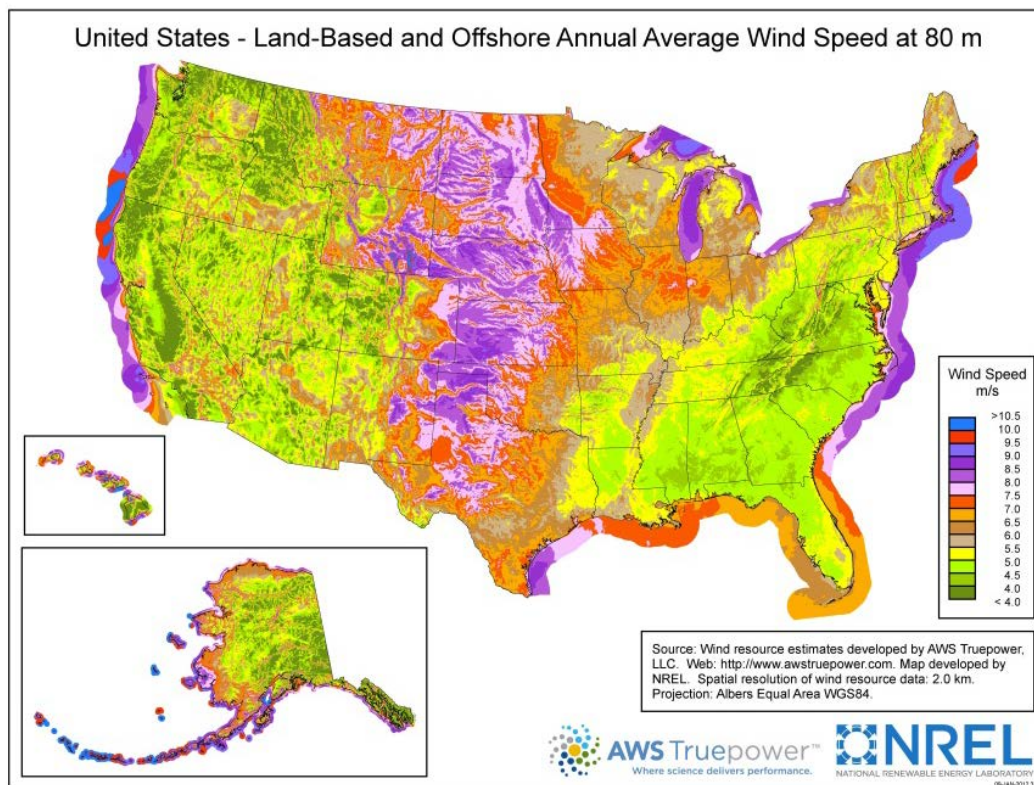 United States - Land-Based and Offshore Annual Average Wind Speed at 80 m
Wind Speed
m/s
>10.5
10.0
9.5
9.0
8.5
8.0
7.5
7.0
6.5
6.0
5.5
5.0
4.5
4.0
< 4.0
Source: Wind resource estimates developed by AWS Truepower,
LLC. Web: http://www.awstruepower.com. Map developed by
NREL. Spatial resolution of wind resource data: 2.0 km.
Projection: Albers Equal Area WGS84.
AWS Truepower™
Where science delivers performance.
NREL
NATIONAL RENEWABLE ENERGY LABORATORY